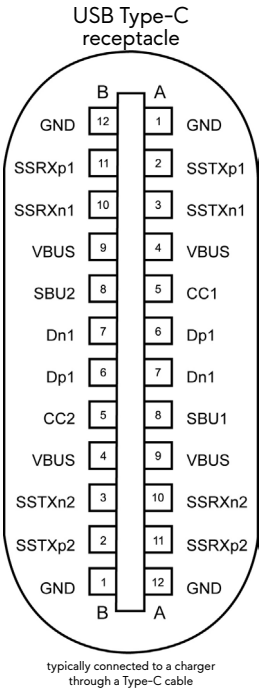 USB Type-C
receptacle
B A
GND 12 1 GND
SSRXp1 11 2 SSTXp1
SSRXn1 10 3 SSTXn1
VBUS 9 4 VBUS
SBU2 8 5 CC1
Dn1 7 6 Dp1
Dp1 6 7 Dn1
CC2 5 8 SBU1
VBUS 4 9 VBUS
SSTXn2 3 10 SSRXn2
SSTXp2 2 11 SSRXp2
GND 1 12 GND
B A
typically connected to a charger
through a Type-C cable